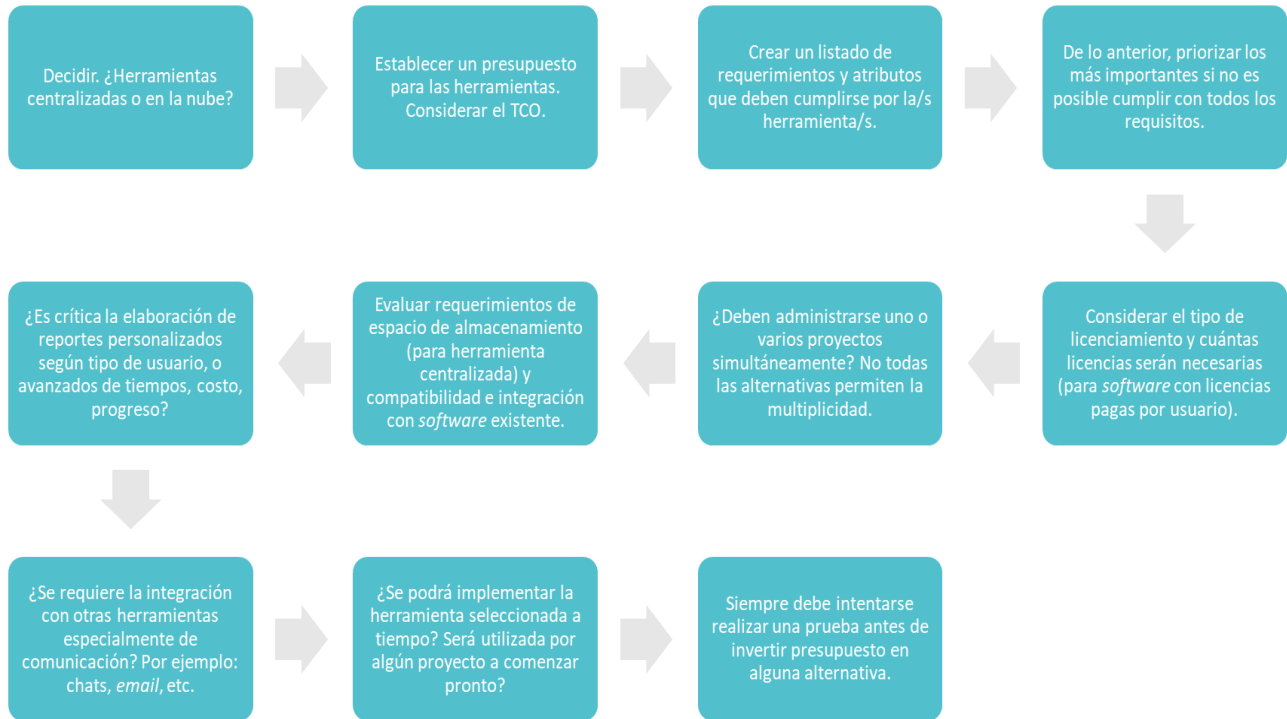 Decidir. ¿Herramientas
centralizadas o en la nube?
Establecer un presupuesto
para las herramientas.
Considerar el TCO.
Crear un listado de
requerimientos y atributos
que deben cumplirse por la/s
herramienta/s.
De lo anterior, priorizar los
más importantes si no es
posible cumplir con todos los
requisitos.
Considerar el tipo de
licenciamiento y cuántas
licencias serán necesarias
(para software con licencias
pagas por usuario).
¿Deben administrarse uno o
varios proyectos
simultáneamente? No todas
las alternativas permiten la
multiplicidad.
Evaluar requerimientos de
espacio de almacenamiento
(para herramienta
centralizada) y
compatibilidad e integración
con software existente.
¿Es crítica la elaboración de
reportes personalizados
según tipo de usuario, o
avanzados de tiempos, costo,
progreso?
¿Se requiere la integración
con otras herramientas
especialmente de
comunicación? Por ejemplo:
chats, email, etc.
¿Se podrá implementar la
herramienta seleccionada a
tiempo? Será utilizada por
algún proyecto a comenzar
pronto?
Siempre debe intentarse
realizar una prueba antes de
invertir presupuesto en
alguna alternativa.